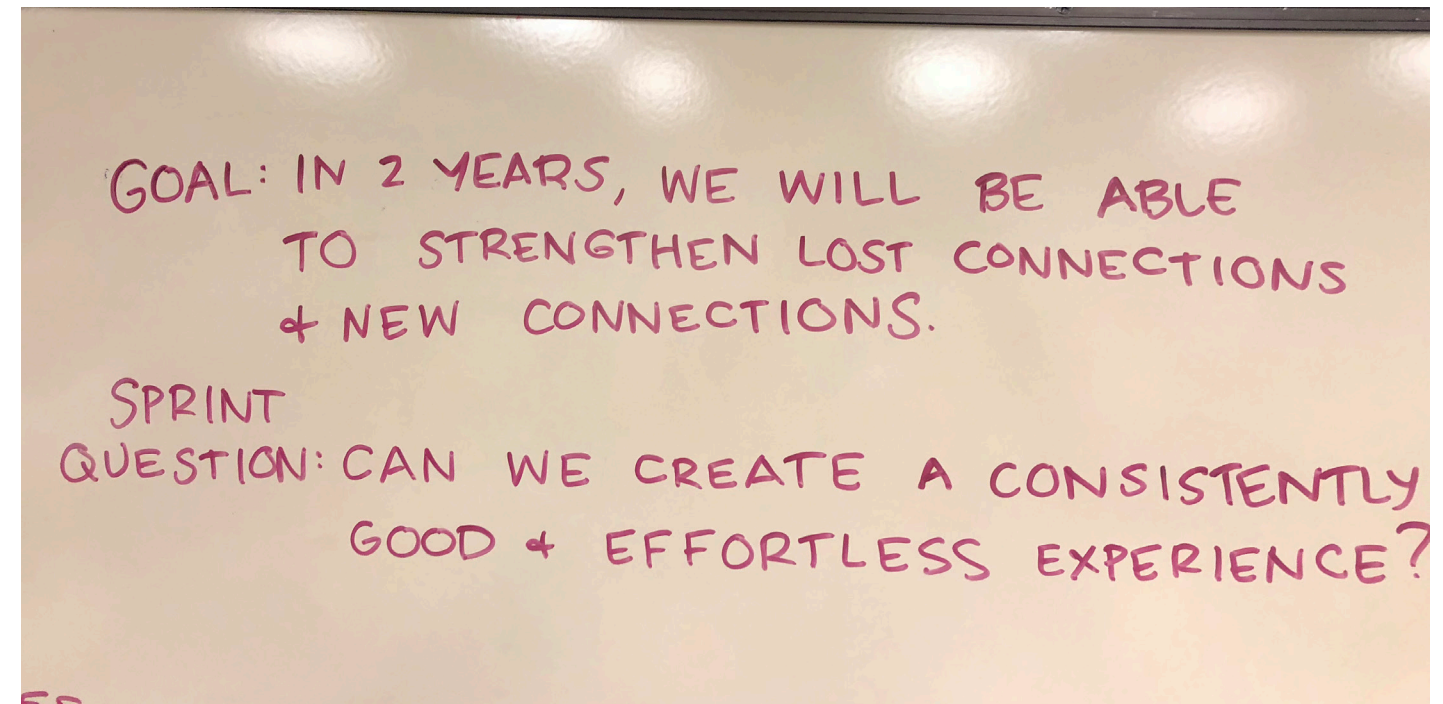 GOAL: IN 2 YEARS, WE WILL BE ABLE
TO STRENGTHEN LOST CONNECTIONS
& NEW CONNECTIONS.
SPRINT
QUESTION: CAN WE CREATE A CONSISTENTLY
GOOD & EFFORTLESS EXPERIENCE?